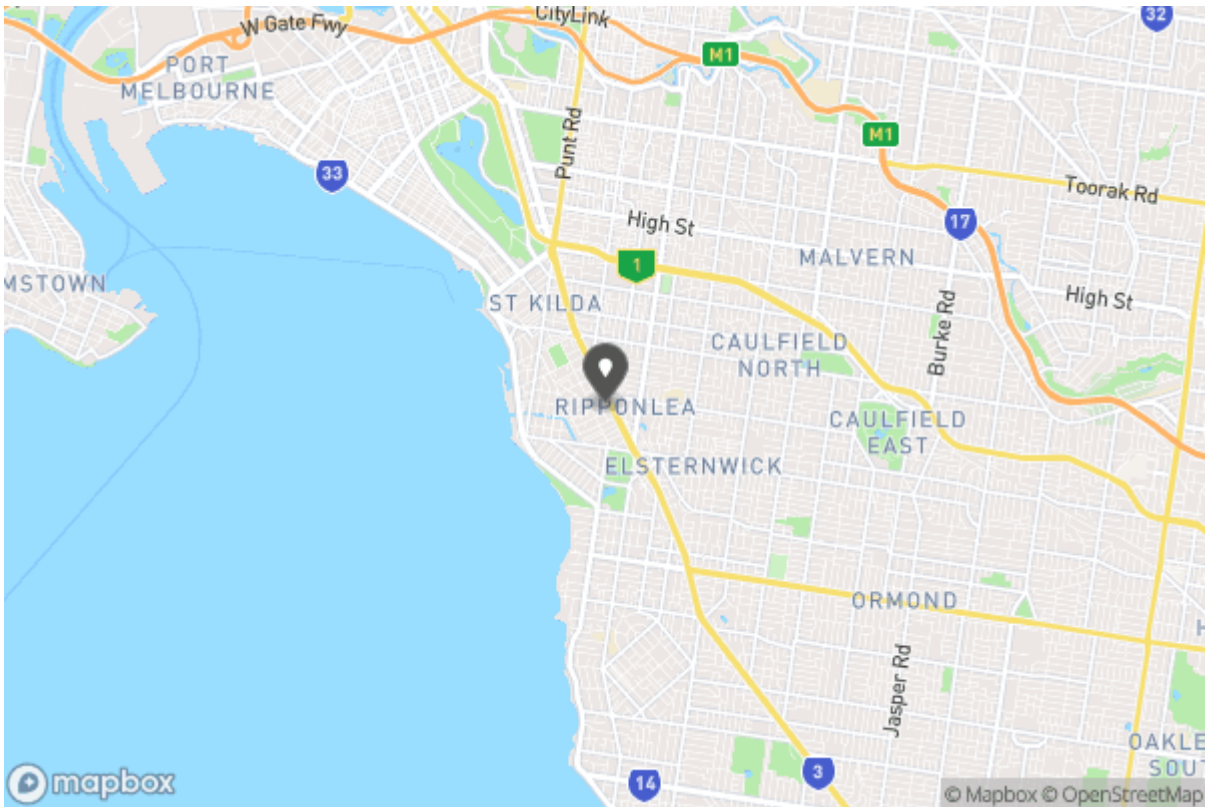 CityLink
32
W Gate Fwy
M1
PORT
MELBOURNE
Punt Rd
M1
33
Toorak Rd
High St
17
MALVERN
1
MSTOWN
High St
ST KILDA
Burke Rd
CAULFIELD
NORTH
RIPPONLEA
CAULFIELD
EAST
ELSTERNWICK
ORMOND
H
Jasper Rd
OAKLE
SOUT
3
14
mapbox
© Mapbox © OpenStreetMap